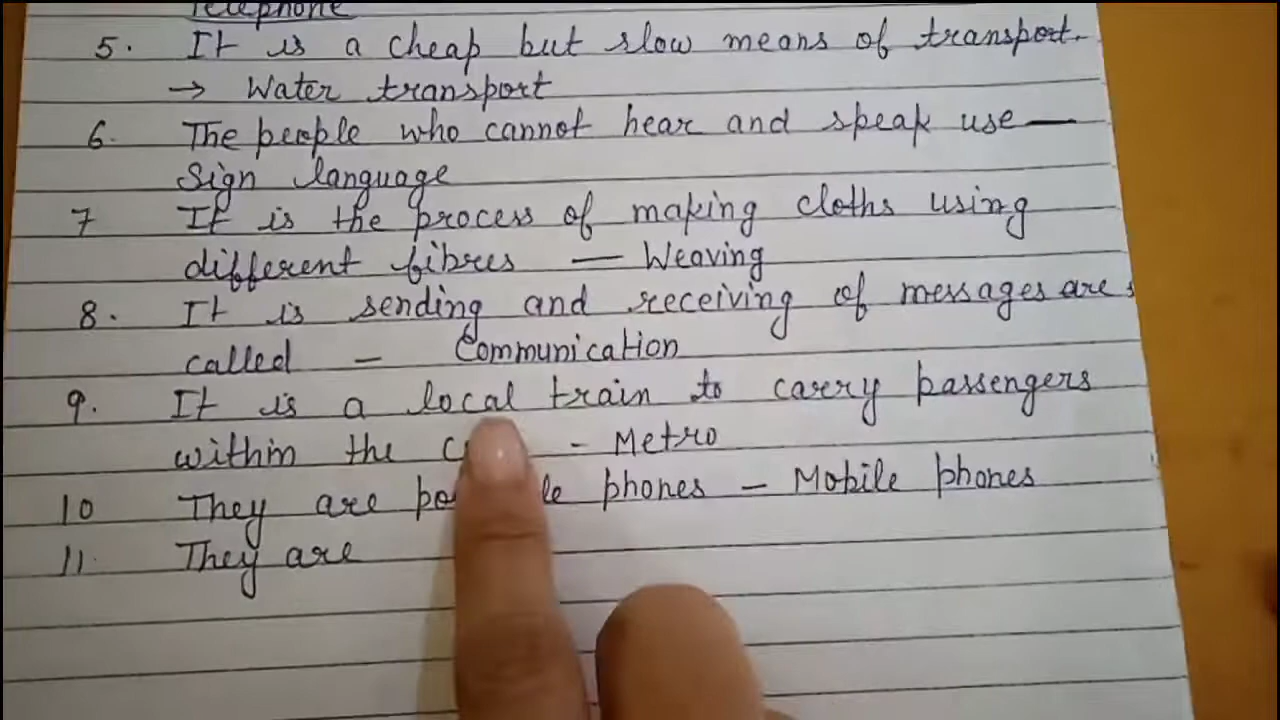 Telephone
5. It is a cheap but slow means of transport.
→ Water transport
6. The people who cannot hear and speak use —
Sign language
7 It is the process of making cloths using
different fibres — Weaving
8. It is sending and receiving of messages are
called — Communication
9. It is a local train to carry passengers
within the - Metro
10 They are phones - Mobile phones
11. They are